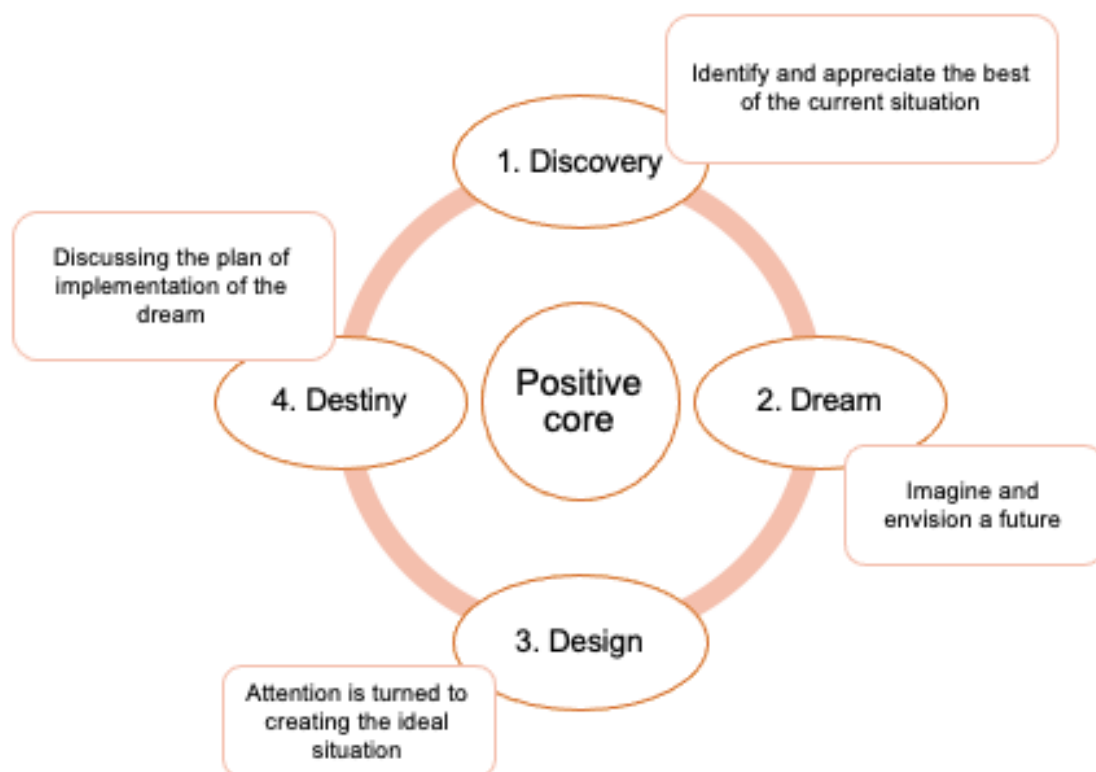 Identify and appreciate the best
of the current situation
1. Discovery
Discussing the plan of
implementation of the
dream
4. Destiny
Positive
core
2. Dream
Imagine and
envision a future
3. Design
Attention is turned to
creating the ideal
situation